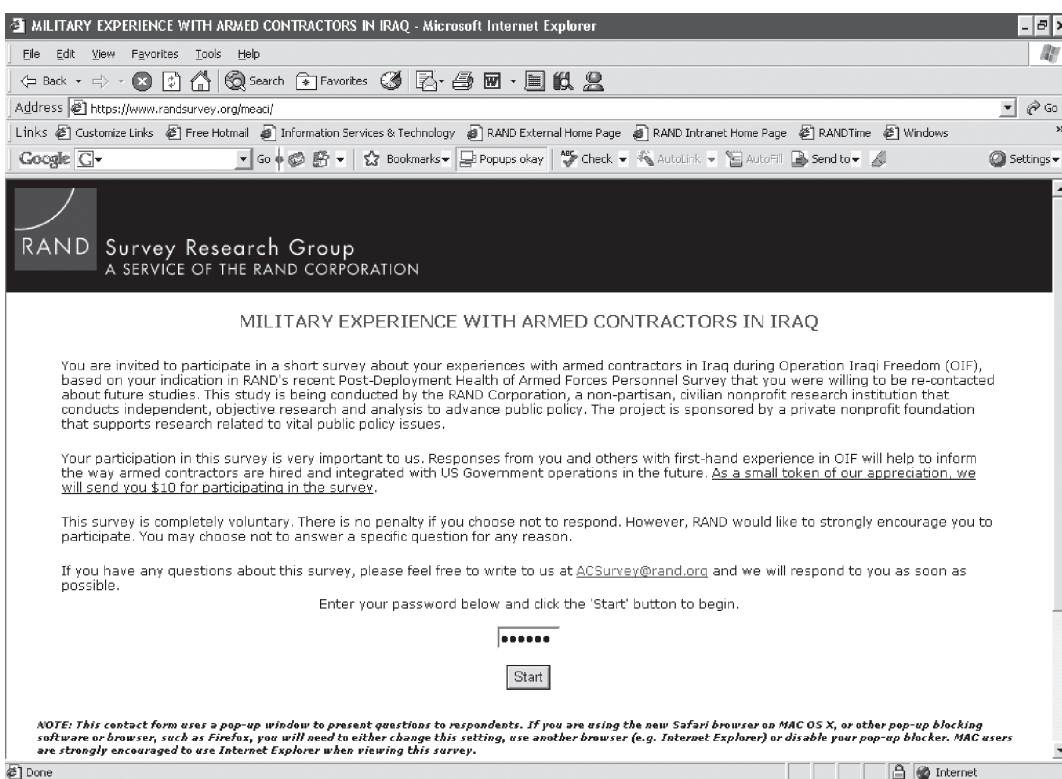 MILITARY EXPERIENCE WITH ARMED CONTRACTORS IN IRAQ - Microsoft Internet Explorer
File Edit View Favorites Tools Help
Back Search Favorites
Address https://www.randsurvey.org/meaci/ Go
Links Customize Links Free Hotmail Information Services & Technology RAND External Home Page RAND Intranet Home Page RANDTime Windows »
Google G Go Bookmarks Popups okay ABC Check AutoLink AutoFill Send to Settings
RAND Survey Research Group
A SERVICE OF THE RAND CORPORATION
MILITARY EXPERIENCE WITH ARMED CONTRACTORS IN IRAQ
You are invited to participate in a short survey about your experiences with armed contractors in Iraq during Operation Iraqi Freedom (OIF),
based on your indication in RAND's recent Post-Deployment Health of Armed Forces Personnel Survey that you were willing to be re-contacted
about future studies. This study is being conducted by the RAND Corporation, a non-partisan, civilian nonprofit research institution that
conducts independent, objective research and analysis to advance public policy. The project is sponsored by a private nonprofit foundation
that supports research related to vital public policy issues.
Your participation in this survey is very important to us. Responses from you and others with first-hand experience in OIF will help to inform
the way armed contractors are hired and integrated with US Government operations in the future. As a small token of our appreciation, we
will send you $10 for participating in the survey.
This survey is completely voluntary. There is no penalty if you choose not to respond. However, RAND would like to strongly encourage you to
participate. You may choose not to answer a specific question for any reason.
If you have any questions about this survey, please feel free to write to us at ACSurvey@rand.org and we will respond to you as soon as
possible.
Enter your password below and click the 'Start' button to begin.
••••••
Start
NOTE: This contact form uses a pop-up window to present questions to respondents. If you are using the new Safari browser on MAC OS X, or other pop-up blocking
software or browser, such as Firefox, you will need to either change this setting, use another browser (e.g. Internet Explorer) or disable your pop-up blocker. MAC users
are strongly encouraged to use Internet Explorer when viewing this survey.
Done Internet